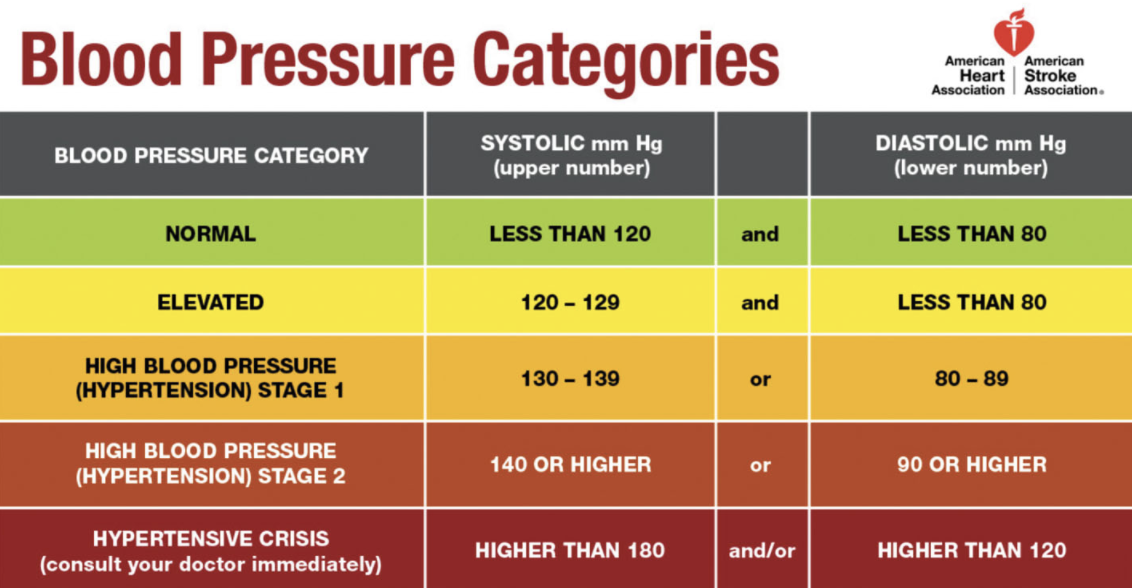 Blood Pressure Categories
American Heart Association
American Stroke Association®
BLOOD PRESSURE CATEGORY
SYSTOLIC mm Hg
(upper number)
DIASTOLIC mm Hg
(lower number)
NORMAL
LESS THAN 120
and
LESS THAN 80
ELEVATED
120 – 129
and
LESS THAN 80
HIGH BLOOD PRESSURE
(HYPERTENSION) STAGE 1
130 – 139
or
80 – 89
HIGH BLOOD PRESSURE
(HYPERTENSION) STAGE 2
140 OR HIGHER
or
90 OR HIGHER
HYPERTENSIVE CRISIS
(consult your doctor immediately)
HIGHER THAN 180
and/or
HIGHER THAN 120